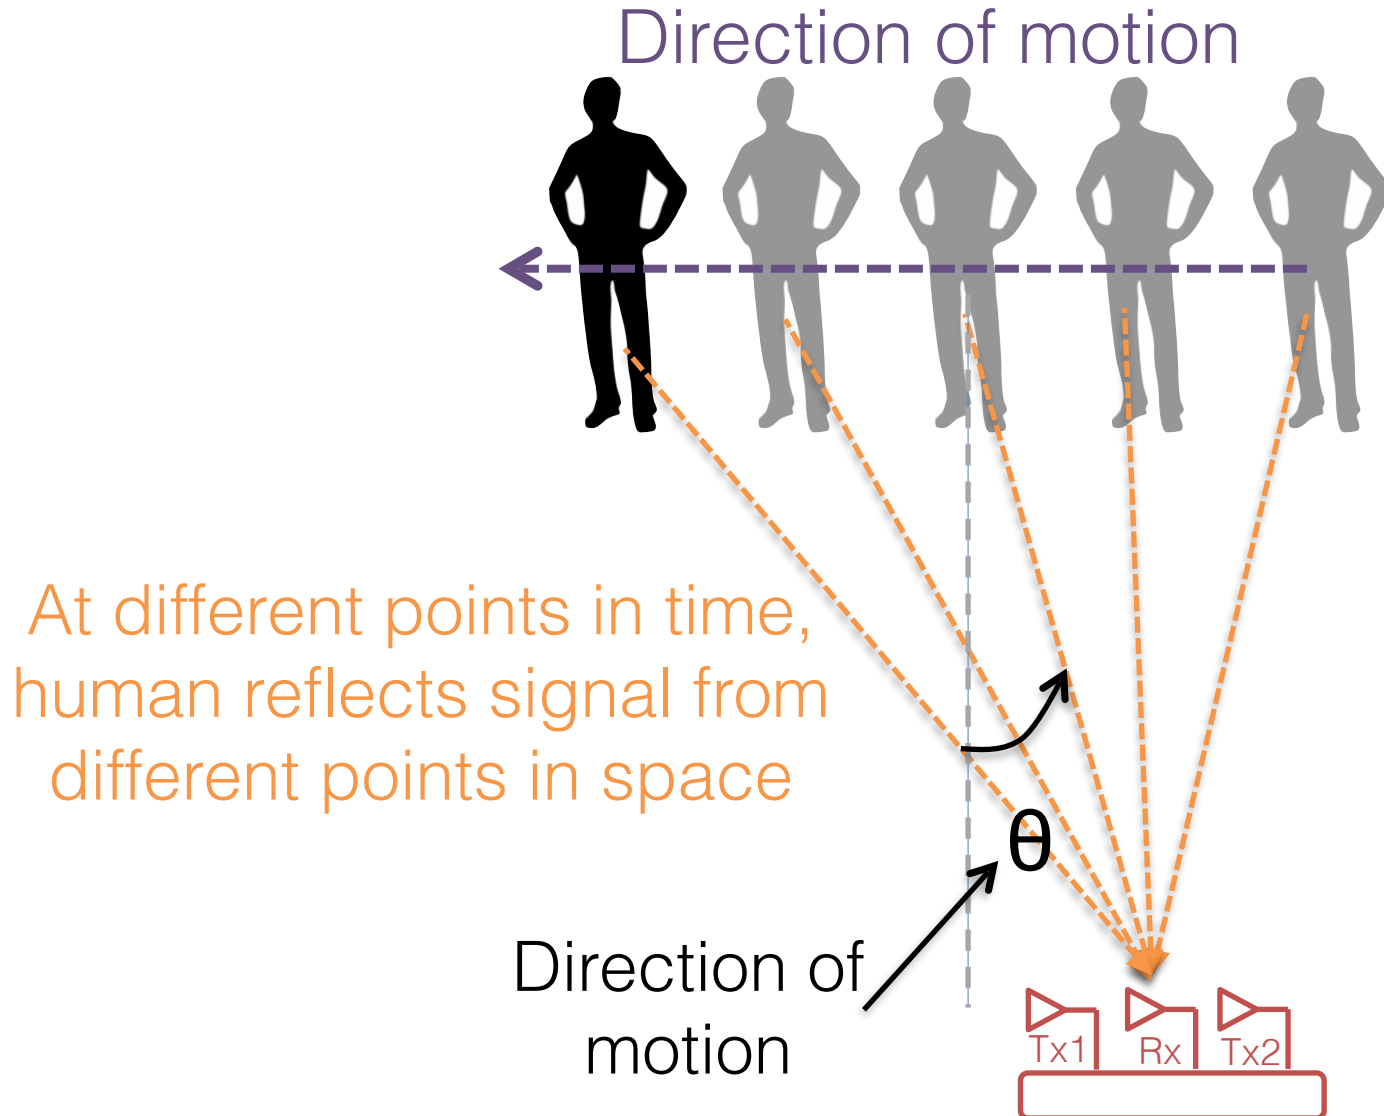 Direction of motion
At different points in time,
human reflects signal from
different points in space
θ
Direction of
motion
Tx1
Rx
Tx2